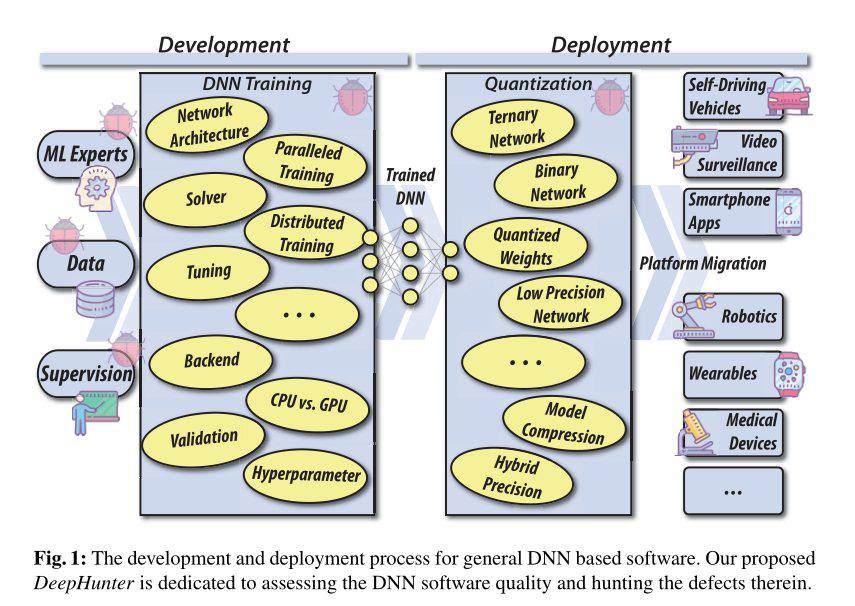 Development
Deployment
DNN Training
Network
Architecture
Paralleled
Training
Solver
Distributed
Training
Tuning
...
Backend
CPU vs. GPU
Validation
Hyperparameter
ML Experts
Data
Supervision
Trained
DNN
Quantization
Ternary
Network
Binary
Network
Quantized
Weights
Low Precision
Network
...
Model
Compression
Hybrid
Precision
Platform Migration
Self-Driving
Vehicles
Video
Surveillance
Smartphone
Apps
Robotics
Wearables
Medical
Devices
...
Fig. 1: The development and deployment process for general DNN based software. Our proposed
DeepHunter is dedicated to assessing the DNN software quality and hunting the defects therein.